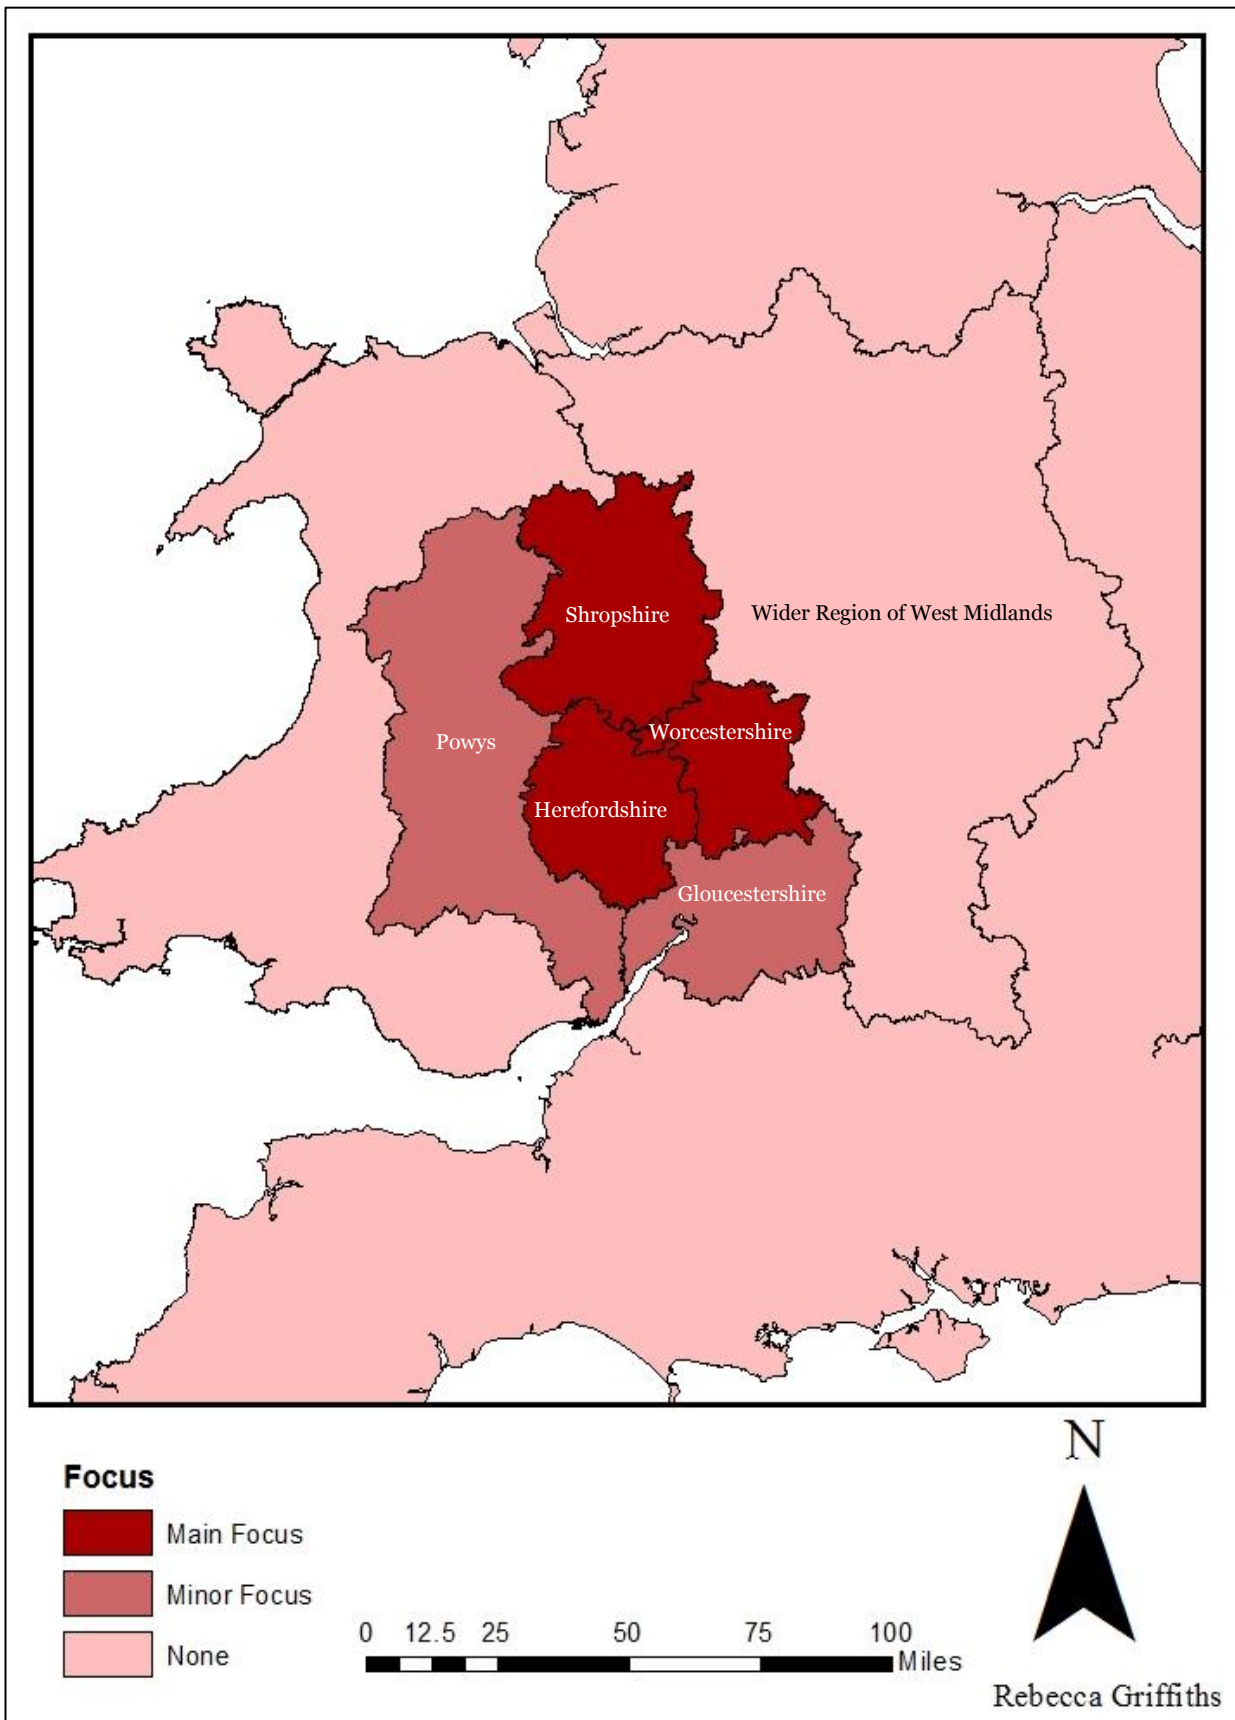 Shropshire
Wider Region of West Midlands
Worcestershire
Powys
Herefordshire
Gloucestershire
N
Focus
Main Focus
Minor Focus
None
0 12.5 25 50 75 100
Miles
Rebecca Griffiths